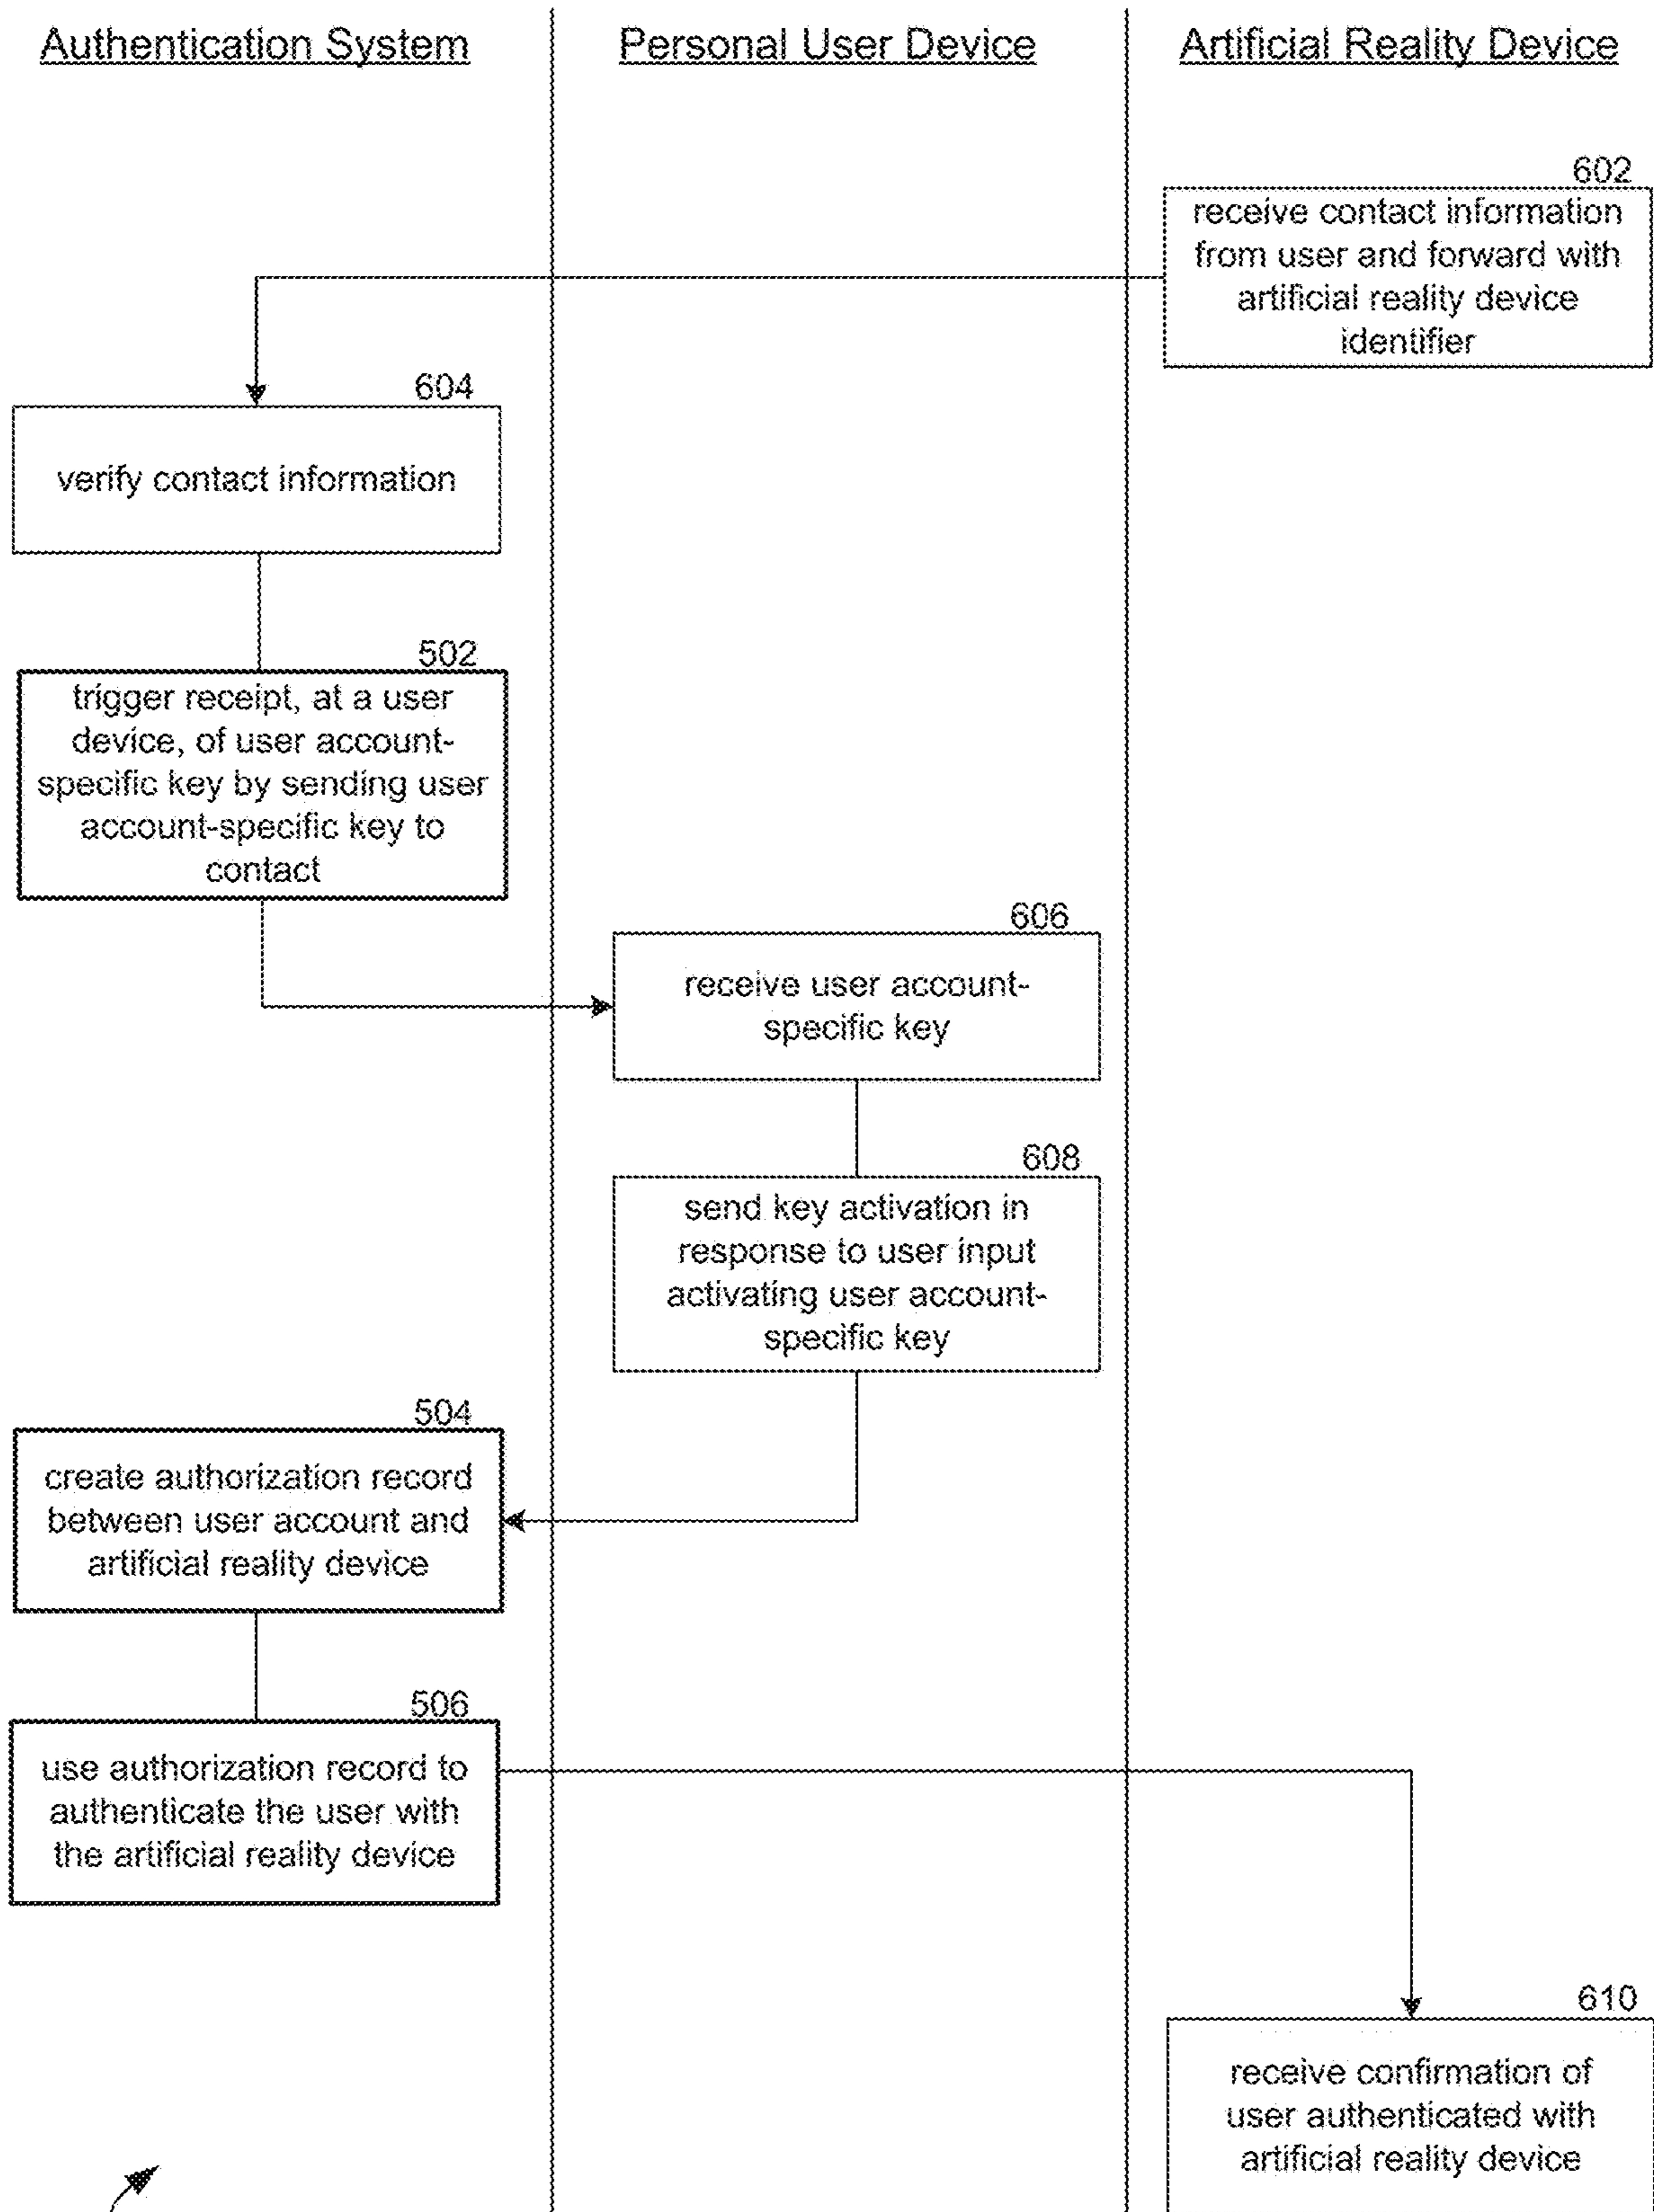 Authentication System
Personal User Device
Artificial Reality Device
602
receive contact information
from user and forward with
artificial reality device
identifier
604
verify contact information
502
trigger receipt, at a user
device, of user account-
specific key by sending user
account-specific key to
contact
606
receive user account-
specific key
608
send key activation in
response to user input
activating user account-
specific key
504
create authorization record
between user account and
artificial reality device
506
use authorization record to
authenticate the user with
the artificial reality device
610
receive confirmation of
user authenticated with
artificial reality device